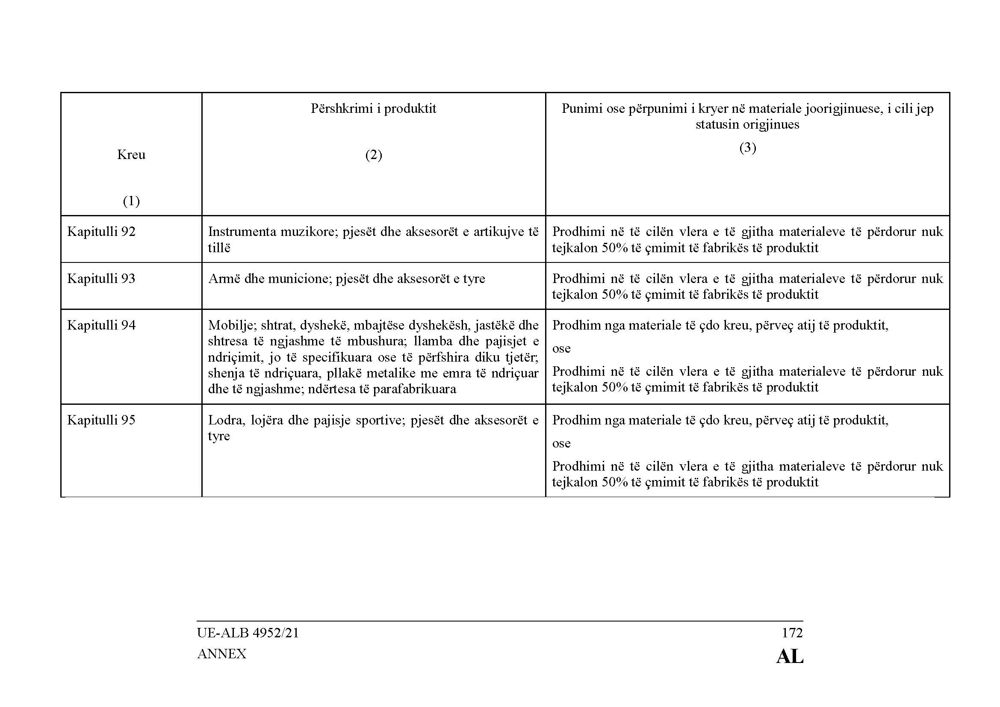 Kreu
(1)
Përshkrimi i produktit
(2)
Punimi ose përpunimi i kryer në materiale joorigjinuese, i cili jep
statusin origjinues
(3)
Kapitulli 92
Instrumenta muzikore; pjesët dhe aksesorët e artikujve të
tillë
Prodhimi në të cilën vlera e të gjitha materialeve të përdorur nuk
tejkalon 50% të çmimit të fabrikës të produktit
Kapitulli 93
Armë dhe municione; pjesët dhe aksesorët e tyre
Prodhimi në të cilën vlera e të gjitha materialeve të përdorur nuk
tejkalon 50% të çmimit të fabrikës të produktit
Kapitulli 94
Mobilje; shtrat, dyshekë, mbajtëse dyshekësh, jastëkë dhe
shtresa të ngjashme të mbushura; llamba dhe pajisjet e
ndriçimit, jo të specifikuara ose të përfshira diku tjetër;
shenja të ndriçuara, pllakë metalike me emra të ndriçuar
dhe të ngjashme; ndërtesa të parafabrikuara
Prodhim nga materiale të çdo kreu, përveç atij të produktit,
ose
Prodhimi në të cilën vlera e të gjitha materialeve të përdorur nuk
tejkalon 50% të çmimit të fabrikës të produktit
Kapitulli 95
Lodra, lojëra dhe pajisje sportive; pjesët dhe aksesorët e
tyre
Prodhim nga materiale të çdo kreu, përveç atij të produktit,
ose
Prodhimi në të cilën vlera e të gjitha materialeve të përdorur nuk
tejkalon 50% të çmimit të fabrikës të produktit
UE-ALB 4952/21
172
ANNEX
AL